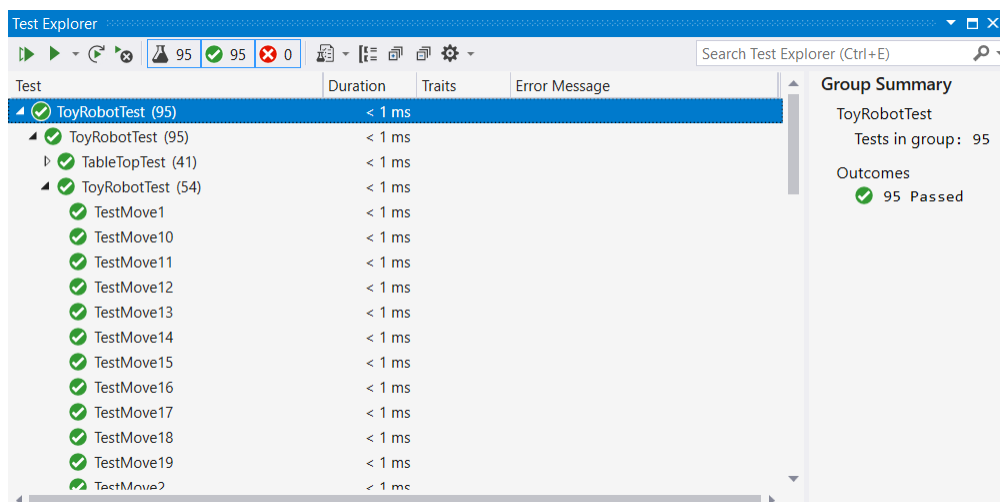 Test Explorer
95 95 0
Search Test Explorer (Ctrl+E)
Test Duration Traits Error Message
ToyRobotTest (95) < 1 ms
ToyRobotTest (95) < 1 ms
TableTopTest (41) < 1 ms
ToyRobotTest (54) < 1 ms
TestMove1 < 1 ms
TestMove10 < 1 ms
TestMove11 < 1 ms
TestMove12 < 1 ms
TestMove13 < 1 ms
TestMove14 < 1 ms
TestMove15 < 1 ms
TestMove16 < 1 ms
TestMove17 < 1 ms
TestMove18 < 1 ms
TestMove19 < 1 ms
TestMove2 < 1 ms
Group Summary
ToyRobotTest
Tests in group: 95
Outcomes
95 Passed